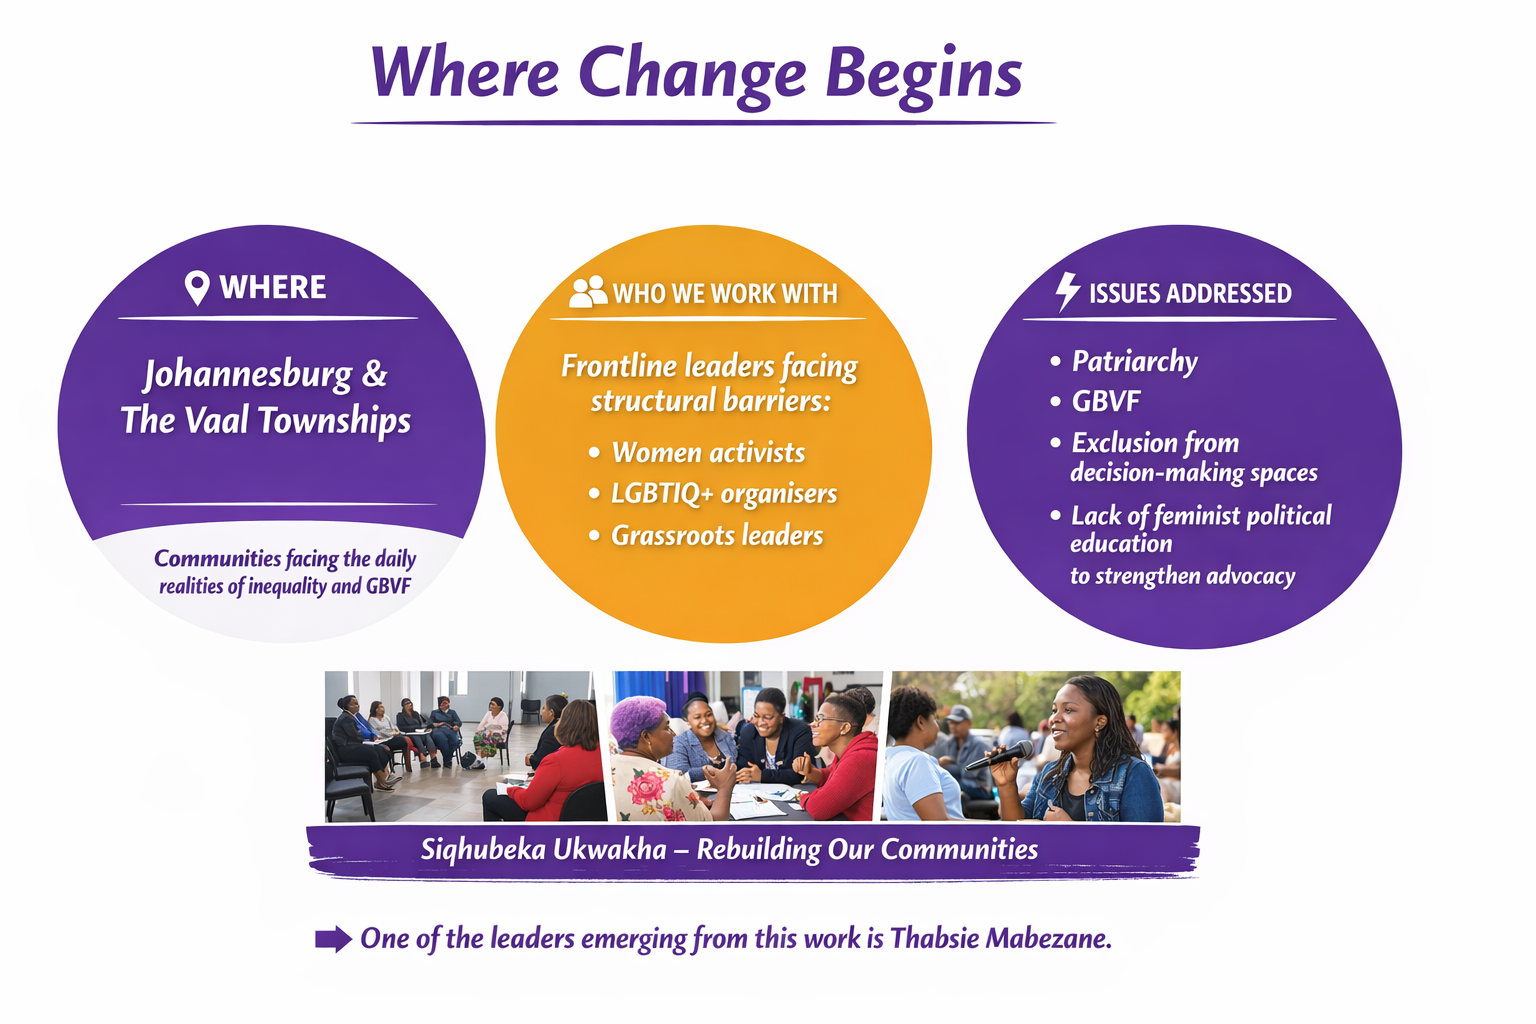 Where Change Begins
WHERE
Johannesburg &
The Vaal Townships
Communities facing the daily
realities of inequality and GBVF
WHO WE WORK WITH
Frontline leaders facing
structural barriers:
• Women activists
• LGBTIQ+ organisers
• Grassroots leaders
ISSUES ADDRESSED
• Patriarchy
• GBVF
• Exclusion from
decision-making spaces
• Lack of feminist political
education
to strengthen advocacy
Siqhubeka Ukwakha – Rebuilding Our Communities
One of the leaders emerging from this work is Thabsie Mabezane.